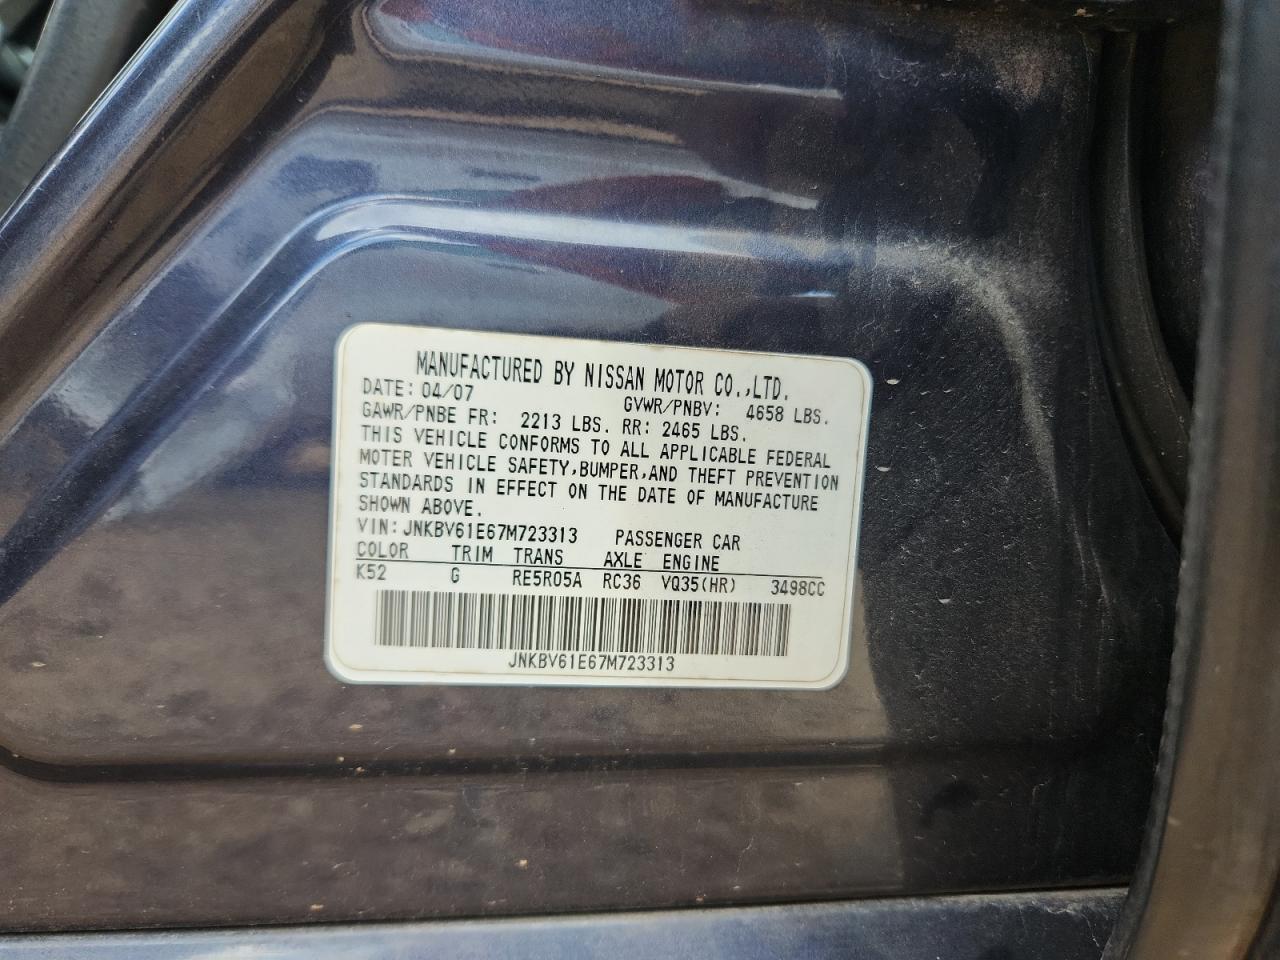 MANUFACTURED BY NISSAN MOTOR CO.,LTD.
DATE: 04/07 GVWR/PNBV: 4658 LBS.
GAWR/PNBE FR: 2213 LBS. RR: 2465 LBS.
THIS VEHICLE CONFORMS TO ALL APPLICABLE FEDERAL
MOTER VEHICLE SAFETY,BUMPER,AND THEFT PREVENTION
STANDARDS IN EFFECT ON THE DATE OF MANUFACTURE
SHOWN ABOVE.
VIN: JNKBV61E67M723313 PASSENGER CAR
COLOR TRIM TRANS AXLE ENGINE
K52 G RE5R05A RC36 VQ35(HR) 3498CC
JNKBV61E67M723313